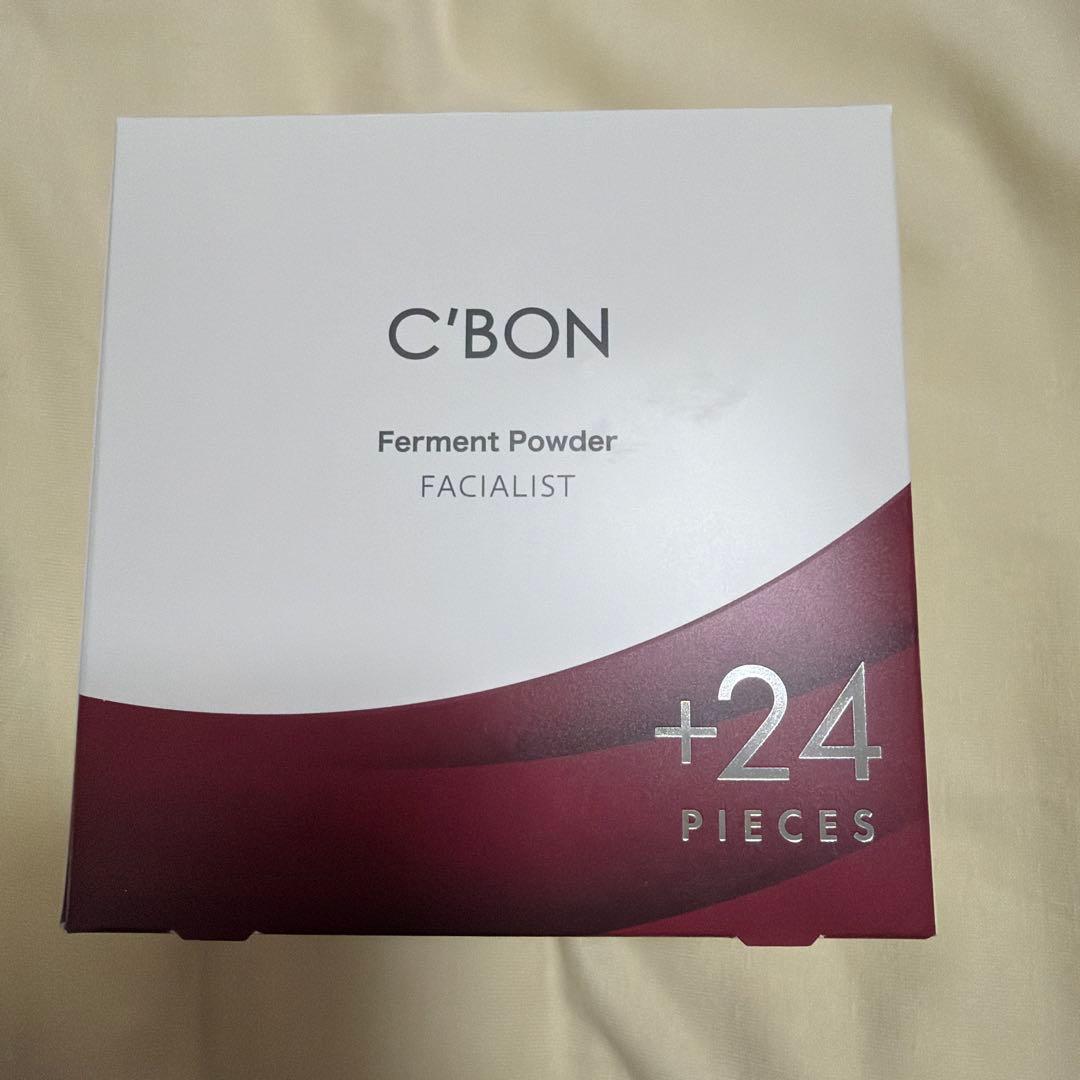 C'BON
Ferment Powder
FACIALIST
+24
PIECES